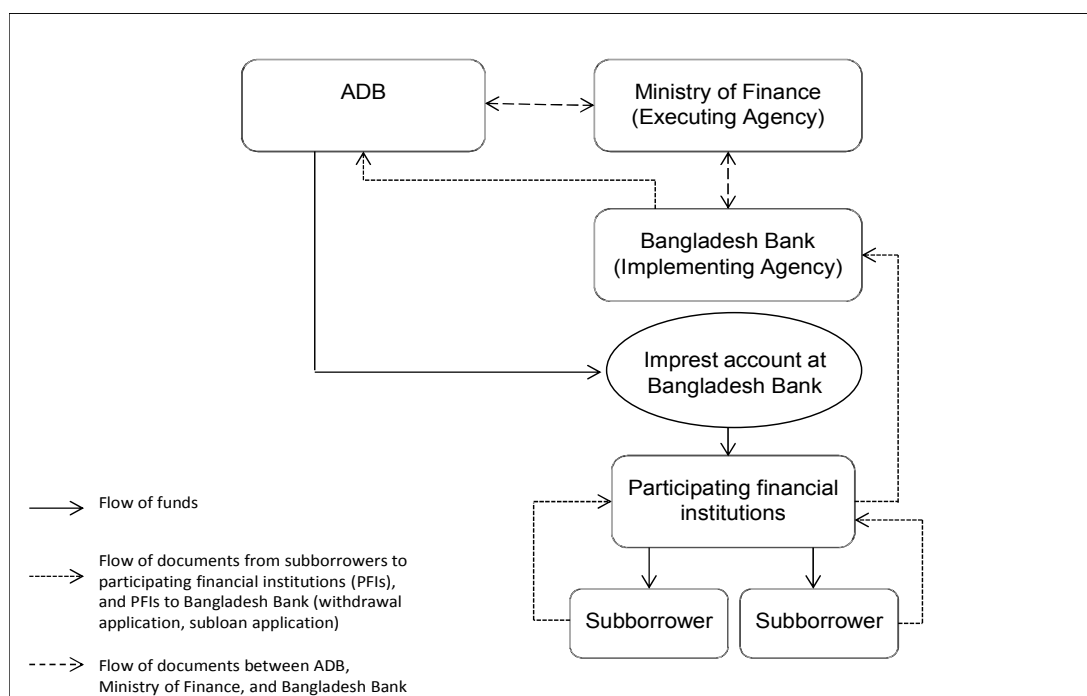 ADB
Ministry of Finance
(Executing Agency)
Bangladesh Bank
(Implementing Agency)
Imprest account at
Bangladesh Bank
Participating financial
institutions
Subborrower
Subborrower
Flow of funds
Flow of documents from subborrowers to
participating financial institutions (PFIs),
and PFIs to Bangladesh Bank (withdrawal
application, subloan application)
Flow of documents between ADB,
Ministry of Finance, and Bangladesh Bank